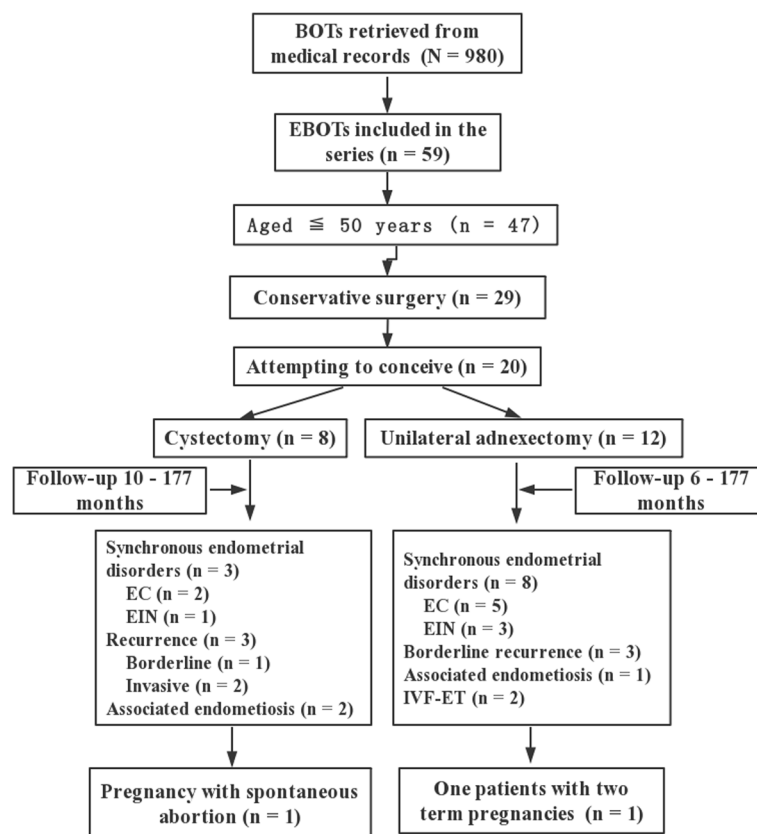 BOTs retrieved from
medical records (N = 980)
EBOTs included in the
series (n = 59)
Aged ≦ 50 years (n = 47)
Conservative surgery (n = 29)
Attempting to conceive (n = 20)
Cystectomy (n = 8)
Unilateral adnexectomy (n = 12)
Follow-up 10 - 177
months
Follow-up 6 - 177
months
Synchronous endometrial
disorders (n = 3)
EC (n = 2)
EIN (n = 1)
Recurrence (n = 3)
Borderline (n = 1)
Invasive (n = 2)
Associated endometiosis (n = 2)
Synchronous endometrial
disorders (n = 8)
EC (n = 5)
EIN (n = 3)
Borderline recurrence (n = 3)
Associated endometiosis (n = 1)
IVF-ET (n = 2)
Pregnancy with spontaneous
abortion (n = 1)
One patients with two
term pregnancies (n = 1)